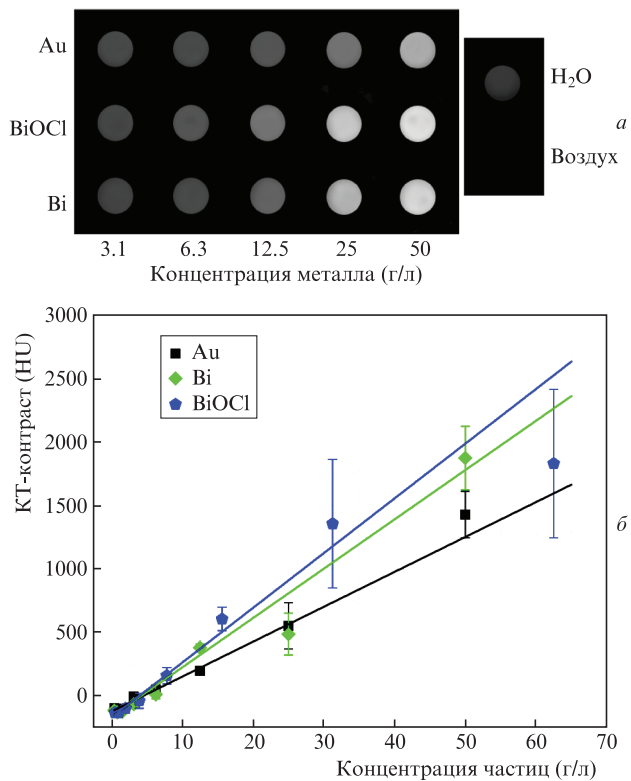 Au
BiOCl
Bi
3.1 6.3 12.5 25 50
Концентрация металла (г/л)
H₂O
Воздух
а
3000
2500
2000
1500
1000
500
0
КТ-контраст (HU)
Au
Bi
BiOCl
0 10 20 30 40 50 60 70
Концентрация частиц (г/л)
б